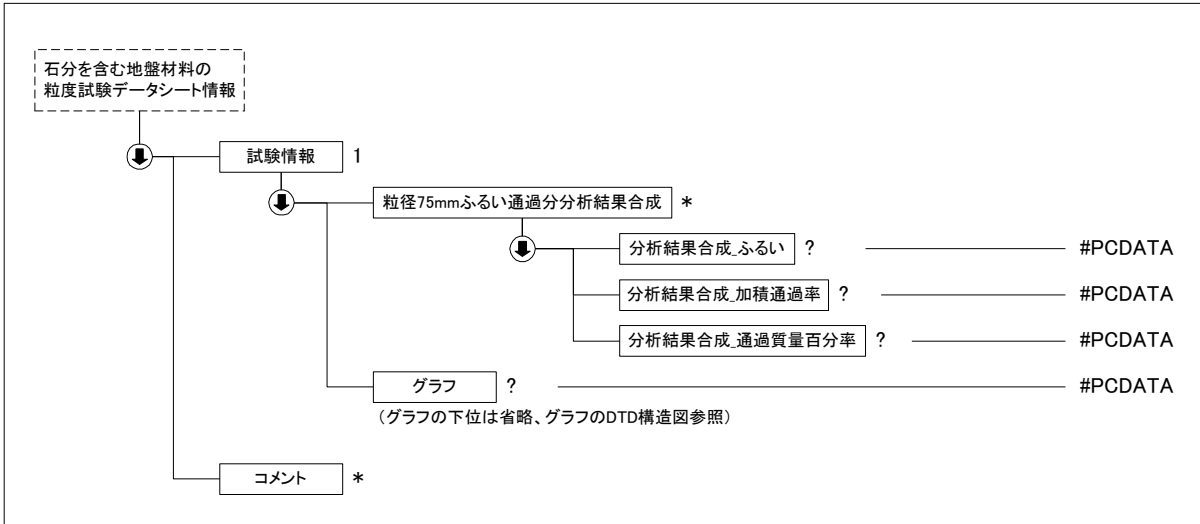 石分を含む地盤材料の
粒度試験データシート情報
試験情報 1
粒径75mmふるい通過分分析結果合成 *
分析結果合成_ふるい ? #PCDATA
分析結果合成_加積通過率 ? #PCDATA
分析結果合成_通過質量百分率 ? #PCDATA
グラフ ? #PCDATA
(グラフの下位は省略、グラフのDTD構造図参照)
コメント *